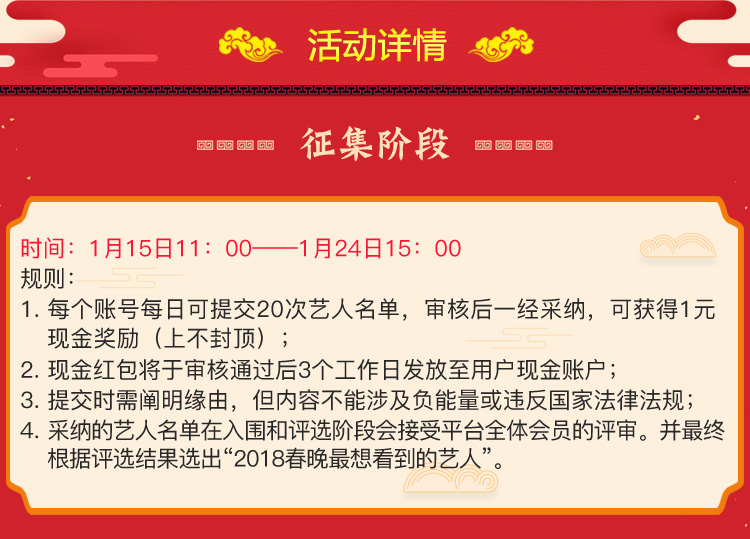 活动详情
征集阶段
时间：1月15日11：00——1月24日15：00
规则：
1. 每个账号每日可提交20次艺人名单，审核后一经采纳，可获得1元
现金奖励（上不封顶）；
2. 现金红包将于审核通过后3个工作日发放至用户现金账户；
3. 提交时需阐明缘由，但内容不能涉及负能量或违反国家法律法规；
4. 采纳的艺人名单在入围和评选阶段会接受平台全体会员的评审。并最终
根据评选结果选出“2018春晚最想看到的艺人”。